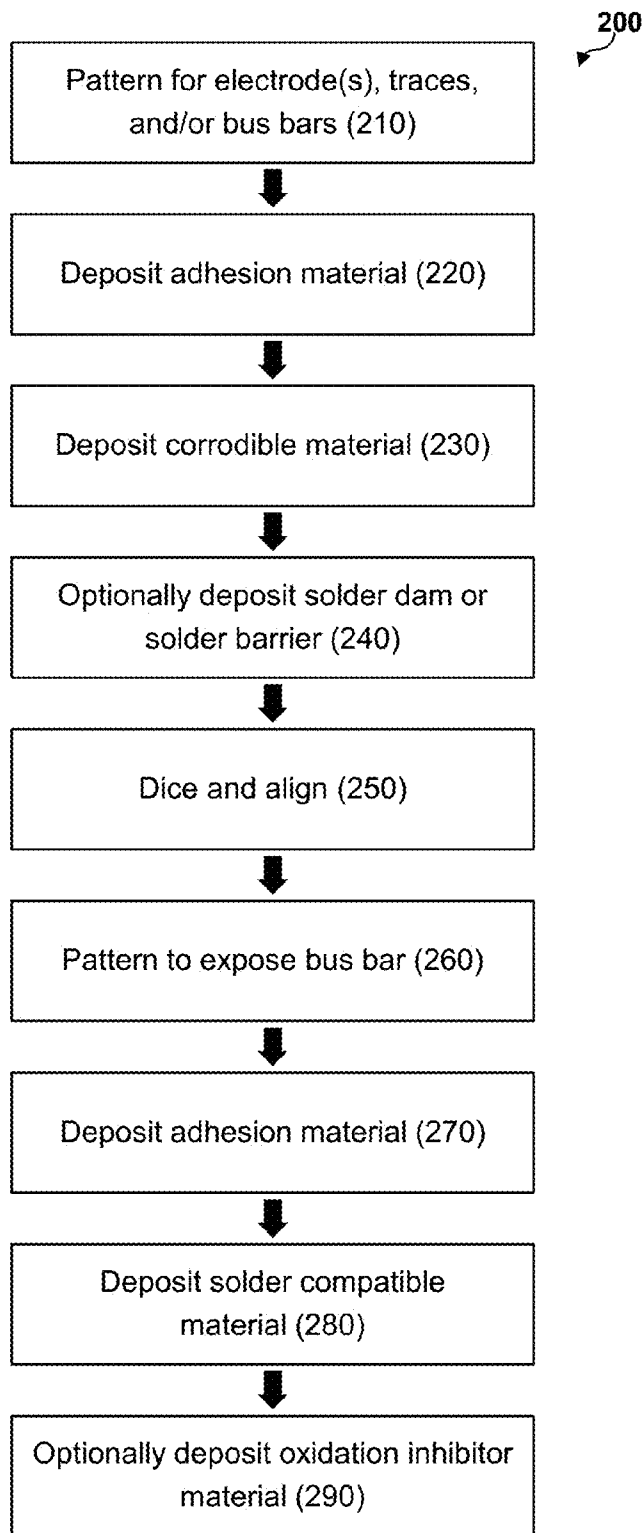 200
Pattern for electrode(s), traces,
and/or bus bars (210)
Deposit adhesion material (220)
Deposit corrodible material (230)
Optionally deposit solder dam or
solder barrier (240)
Dice and align (250)
Pattern to expose bus bar (260)
Deposit adhesion material (270)
Deposit solder compatible
material (280)
Optionally deposit oxidation inhibitor
material (290)